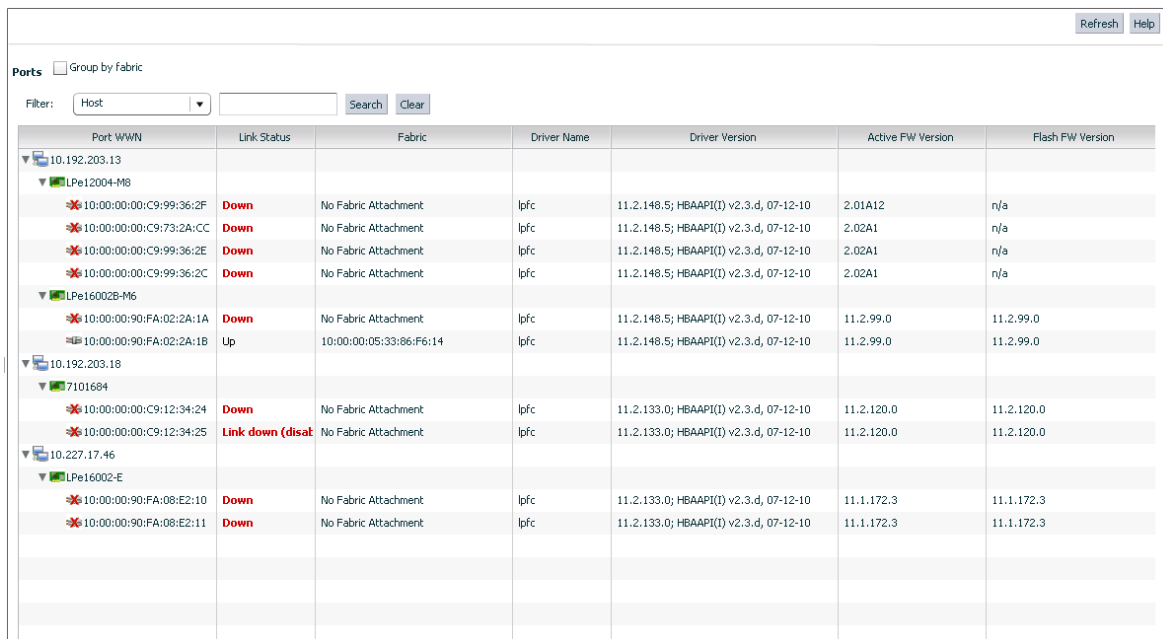 Refresh Help
Ports Group by fabric
Filter: Host Search Clear
Port WWN Link Status Fabric Driver Name Driver Version Active FW Version Flash FW Version
10.192.203.13
LPe12004-M8
10:00:00:00:C9:99:36:2F Down No Fabric Attachment lpfc 11.2.148.5; HBAAPI(I) v2.3.d, 07-12-10 2.01A12 n/a
10:00:00:00:C9:73:2A:CC Down No Fabric Attachment lpfc 11.2.148.5; HBAAPI(I) v2.3.d, 07-12-10 2.02A1 n/a
10:00:00:00:C9:99:36:2E Down No Fabric Attachment lpfc 11.2.148.5; HBAAPI(I) v2.3.d, 07-12-10 2.02A1 n/a
10:00:00:00:C9:99:36:2C Down No Fabric Attachment lpfc 11.2.148.5; HBAAPI(I) v2.3.d, 07-12-10 2.02A1 n/a
LPe16002B-M6
10:00:00:90:FA:02:2A:1A Down No Fabric Attachment lpfc 11.2.148.5; HBAAPI(I) v2.3.d, 07-12-10 11.2.99.0 11.2.99.0
10:00:00:90:FA:02:2A:1B Up 10:00:00:05:33:86:F6:14 lpfc 11.2.148.5; HBAAPI(I) v2.3.d, 07-12-10 11.2.99.0 11.2.99.0
10.192.203.18
7101684
10:00:00:00:C9:12:34:24 Down No Fabric Attachment lpfc 11.2.133.0; HBAAPI(I) v2.3.d, 07-12-10 11.2.120.0 11.2.120.0
10:00:00:00:C9:12:34:25 Link down (disab No Fabric Attachment lpfc 11.2.133.0; HBAAPI(I) v2.3.d, 07-12-10 11.2.120.0 11.2.120.0
10.227.17.46
LPe16002-E
10:00:00:90:FA:08:E2:10 Down No Fabric Attachment lpfc 11.2.133.0; HBAAPI(I) v2.3.d, 07-12-10 11.1.172.3 11.1.172.3
10:00:00:90:FA:08:E2:11 Down No Fabric Attachment lpfc 11.2.133.0; HBAAPI(I) v2.3.d, 07-12-10 11.1.172.3 11.1.172.3